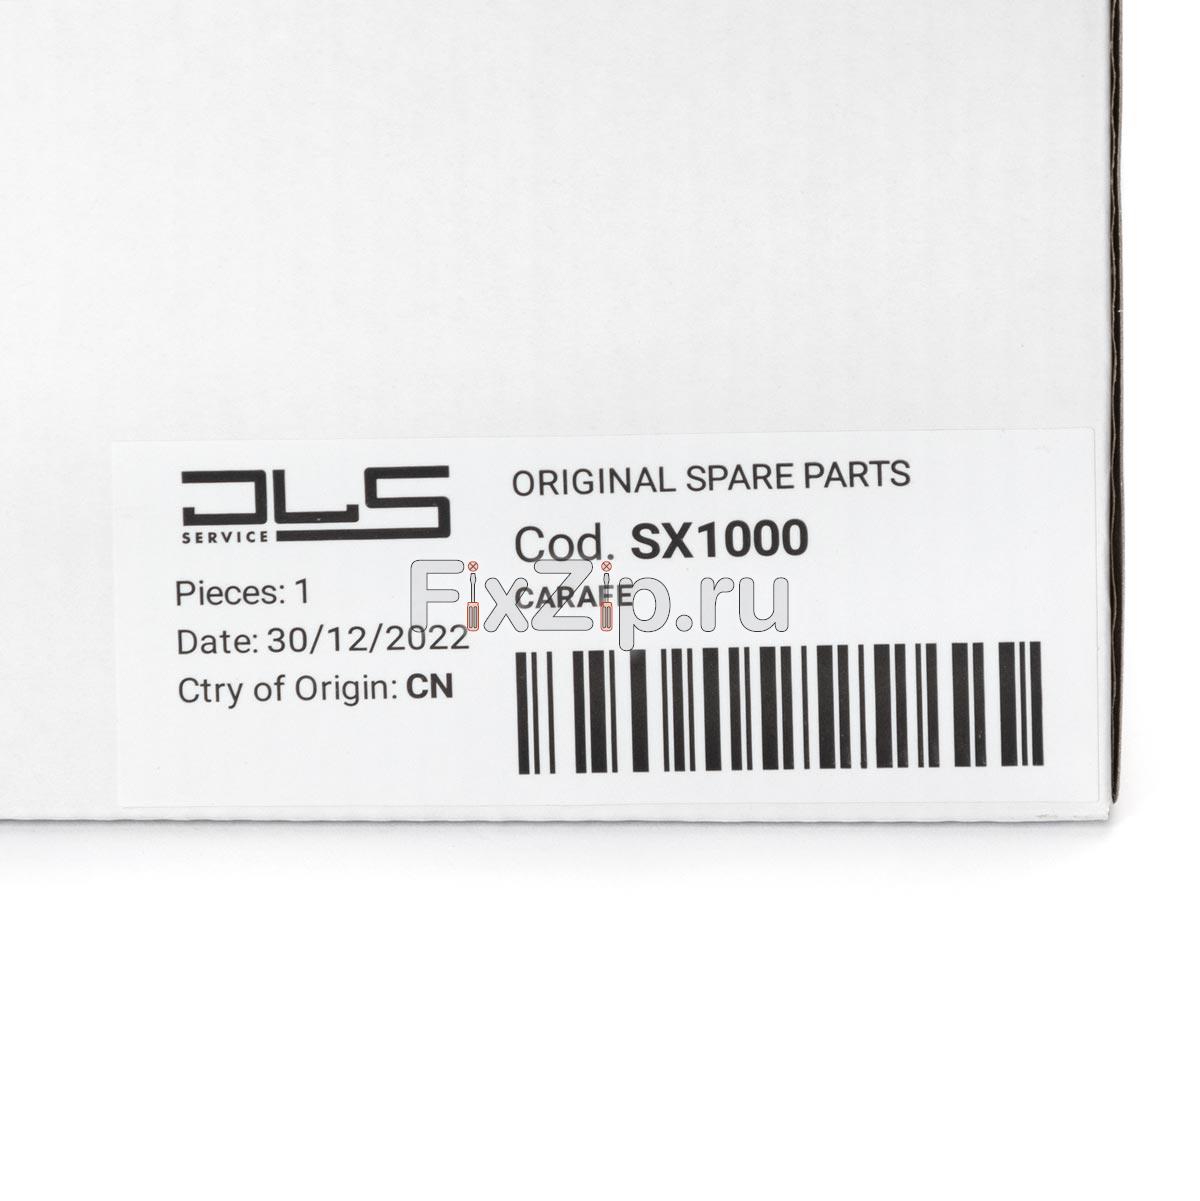 DLS
SERVICE
Pieces: 1
Date: 30/12/2022
Ctry of Origin: CN
ORIGINAL SPARE PARTS
Cod. SX1000
CARAFE
FixZip.ru